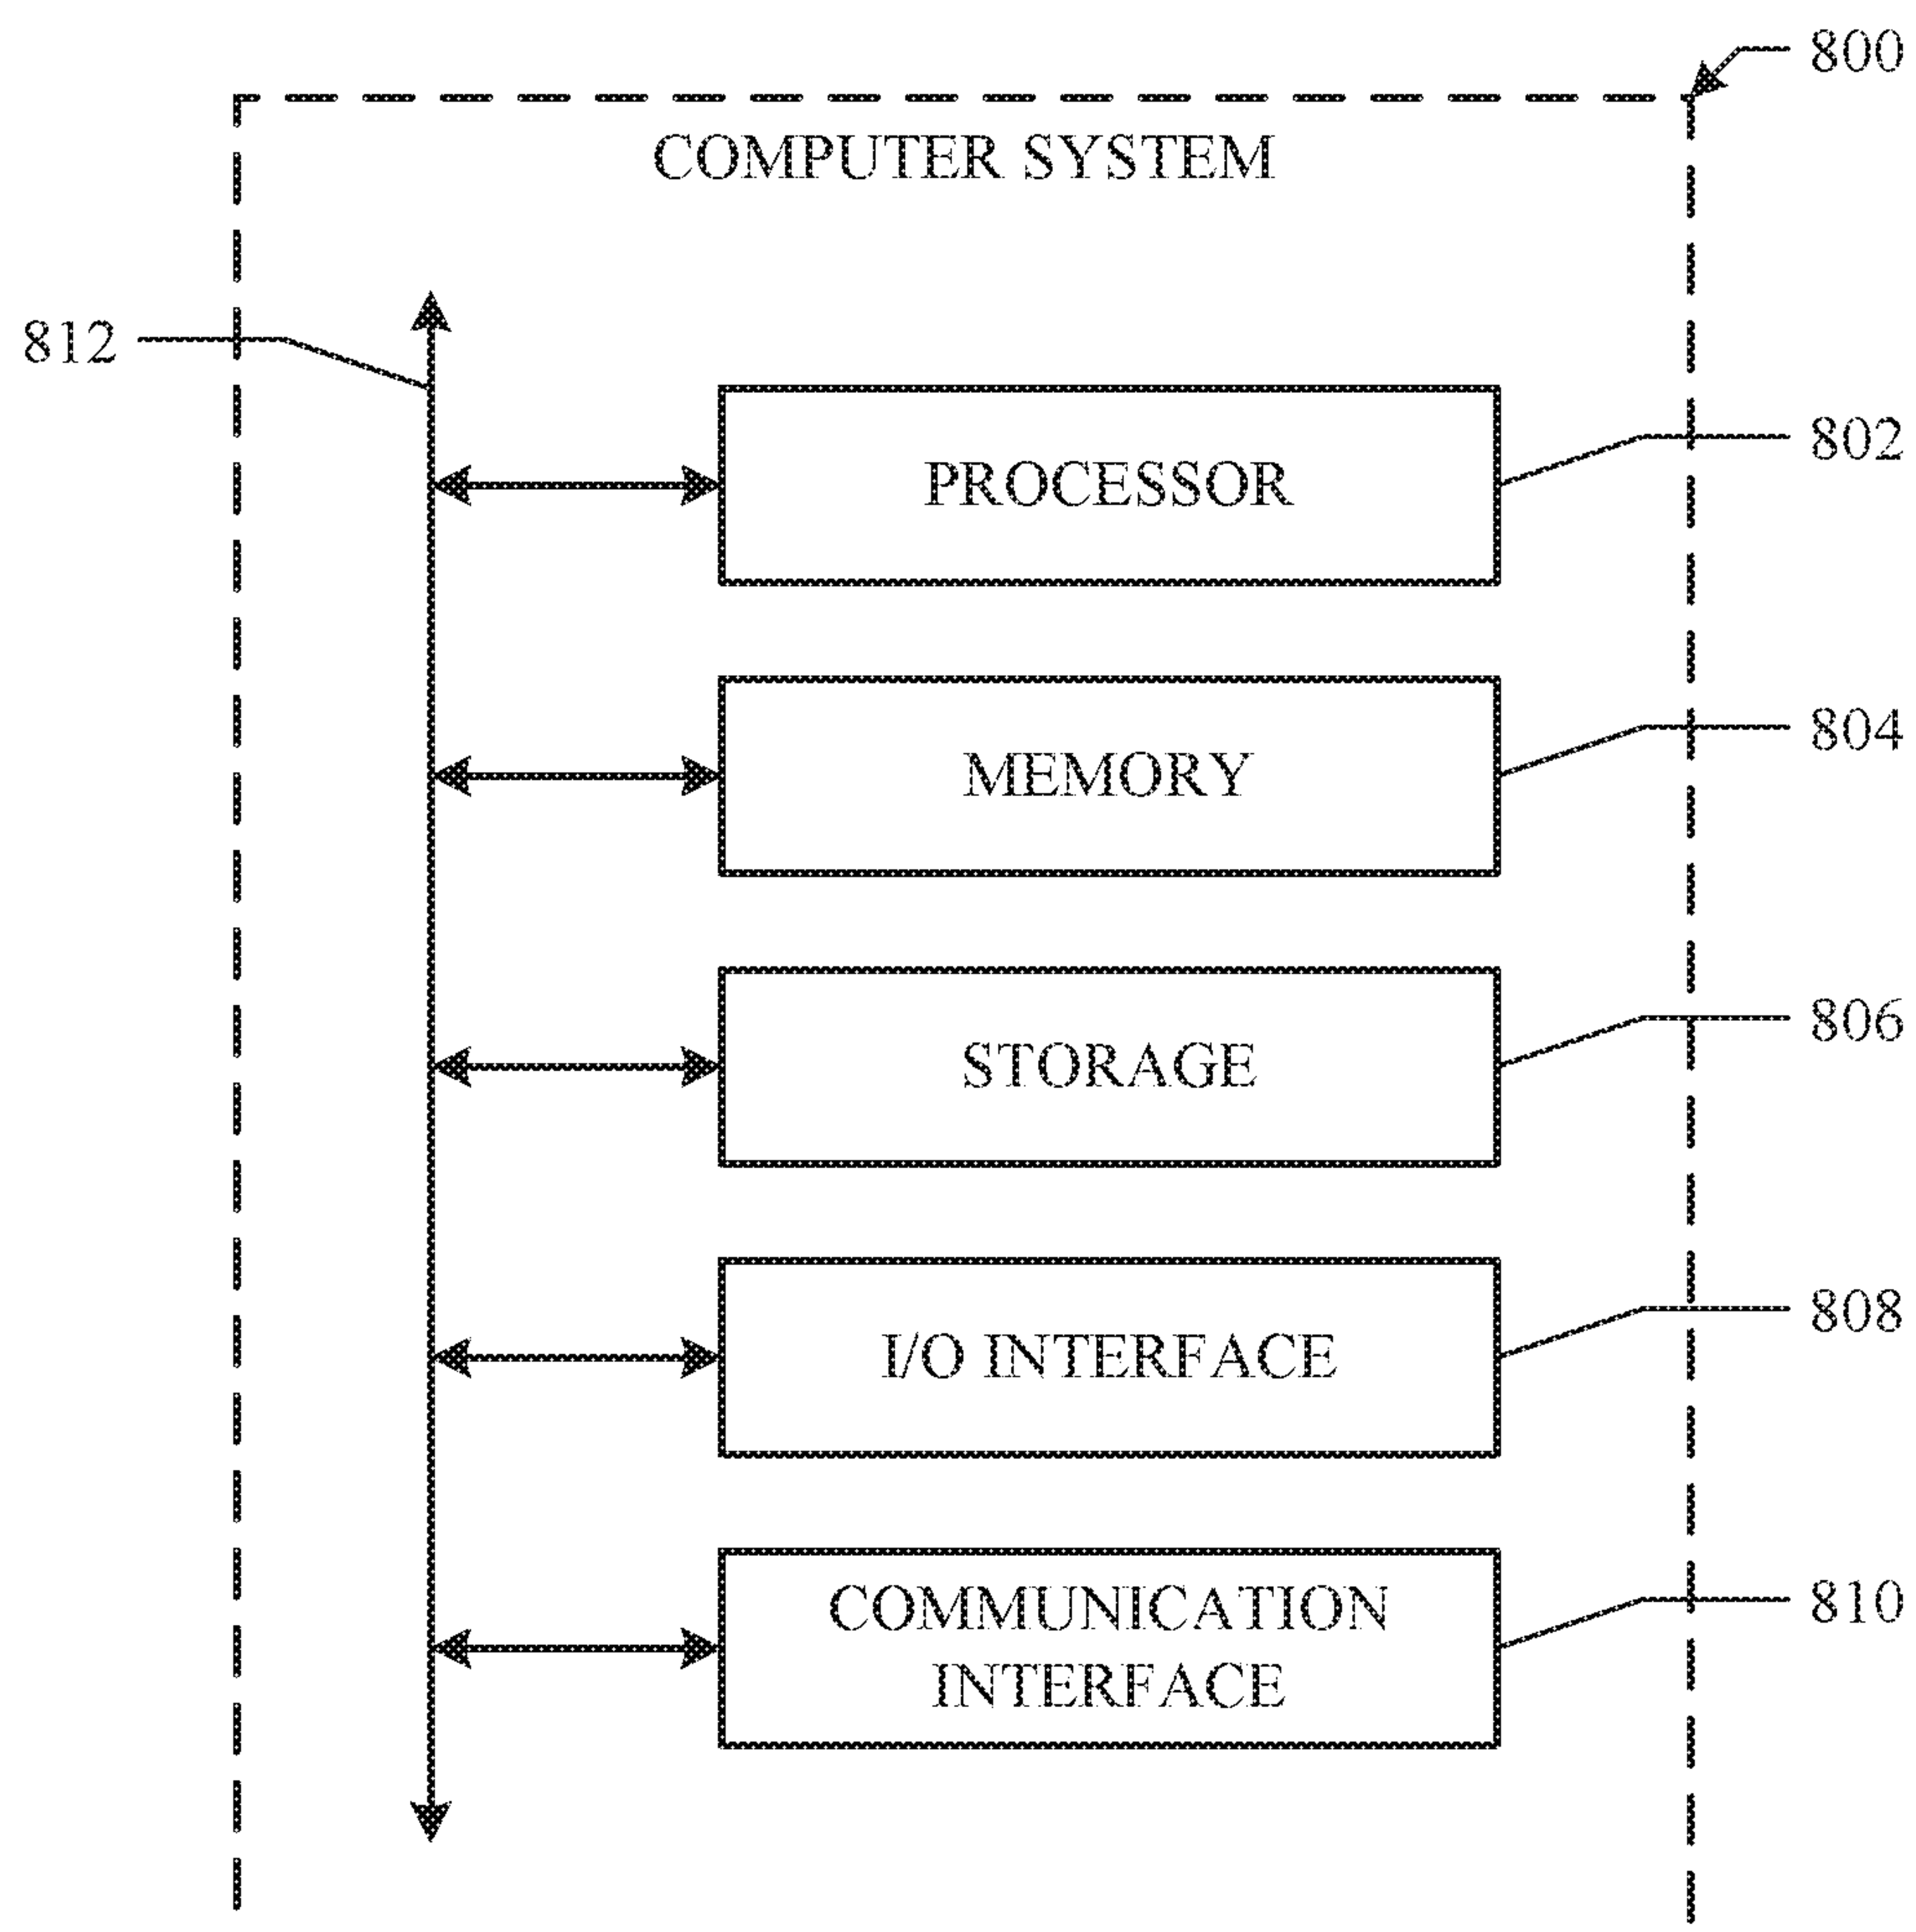 800
COMPUTER SYSTEM
812
802
PROCESSOR
804
MEMORY
806
STORAGE
808
I/O INTERFACE
810
COMMUNICATION
INTERFACE